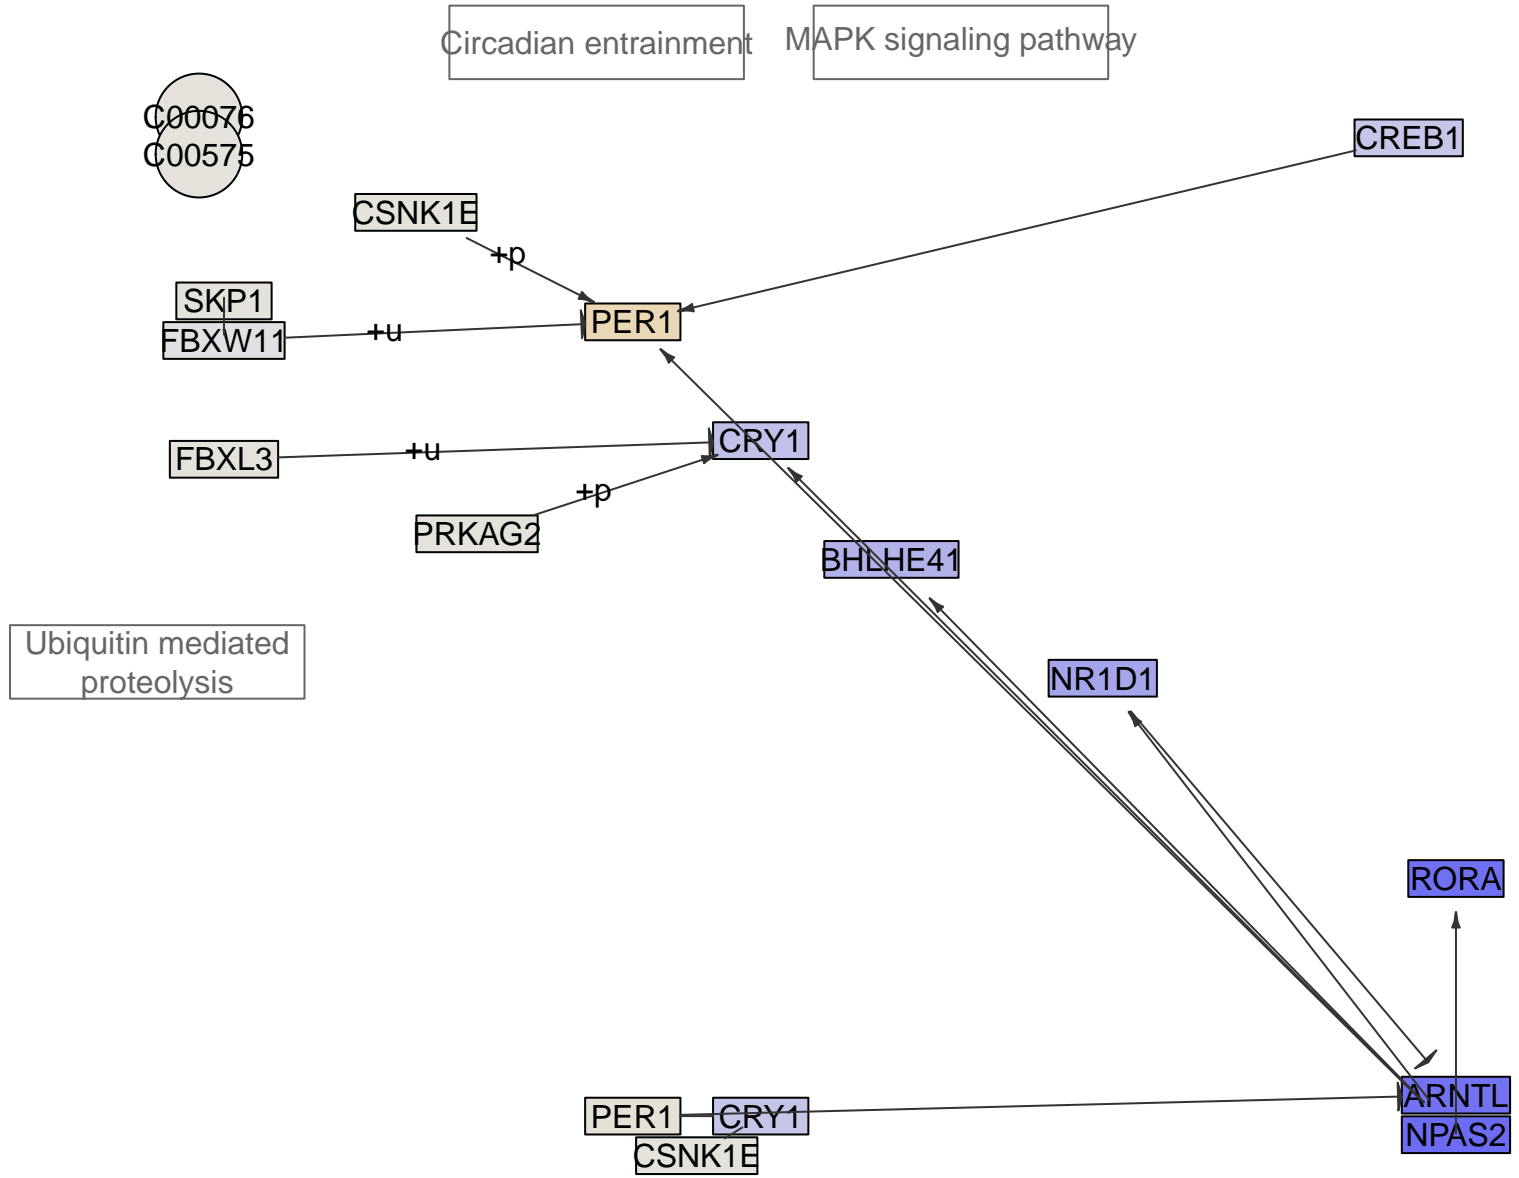 Circadian entrainment
MAPK signaling pathway
C00076
C00575
CREB1
CSNK1E
+p
SKP1
FBXW11
+u
PER1
FBXL3
+u
CRY1
+p
PRKAG2
BHLHE41
Ubiquitin mediated
proteolysis
NR1D1
RORA
ARNTL
NPAS2
PER1
CRY1
CSNK1E